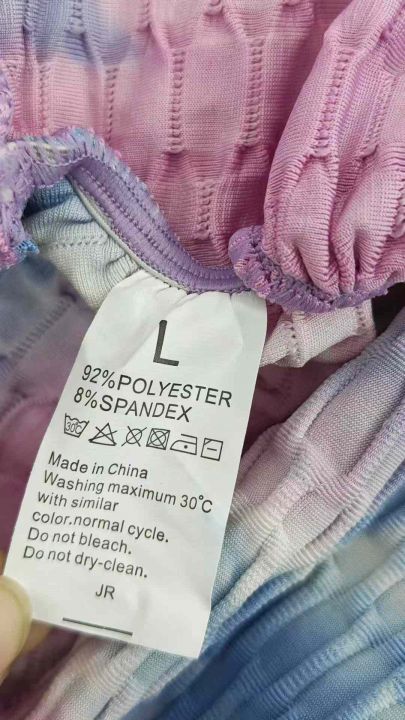 L
92%POLYESTER
8%SPANDEX
30C
Made in China
Washing maximum 30°C
with similar
color.normal cycle.
Do not bleach.
Do not dry-clean.
JR